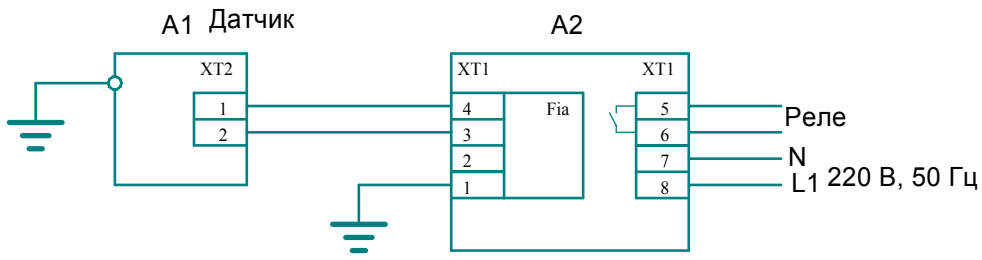 А1 Датчик
А2
XT2
XT1
XT1
1
4
Fia
5
2
3
6
Реле
2
7
N
1
8
L1 220 В, 50 Гц